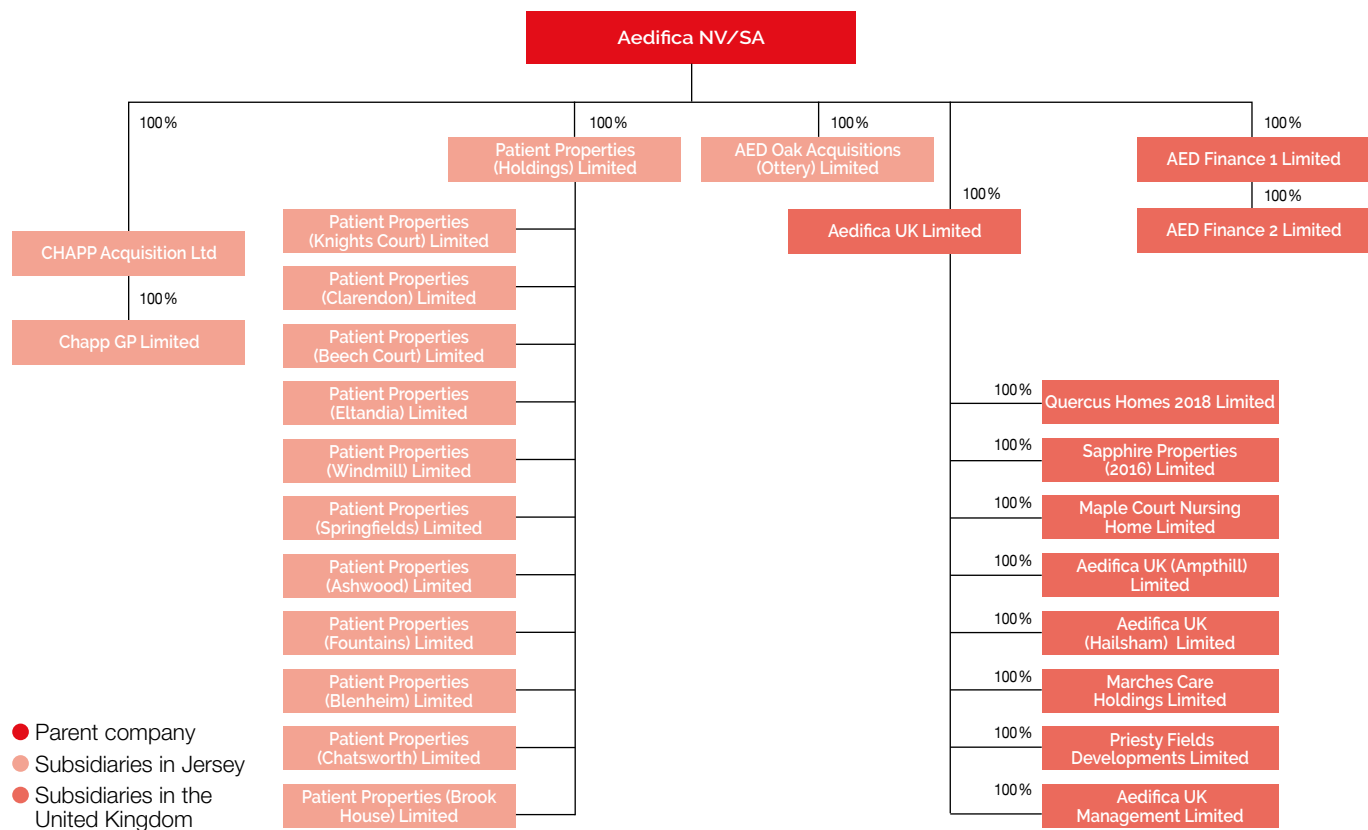 Aedifica NV/SA
100%
100%
100%
100%
Patient Properties
(Holdings) Limited
AED Oak Acquisitions
(Ottery) Limited
AED Finance 1 Limited
100%
100%
CHAPP Acquisition Ltd
Patient Properties
(Knights Court) Limited
Aedifica UK Limited
AED Finance 2 Limited
100%
Chapp GP Limited
Patient Properties
(Clarendon) Limited
Patient Properties
(Beech Court) Limited
Patient Properties
(Eltandia) Limited
Patient Properties
(Windmill) Limited
Patient Properties
(Springfields) Limited
Patient Properties
(Ashwood) Limited
Patient Properties
(Fountains) Limited
Patient Properties
(Blenheim) Limited
Patient Properties
(Chatsworth) Limited
Patient Properties (Brook
House) Limited
100%
Quercus Homes 2018 Limited
100%
Sapphire Properties
(2016) Limited
100%
Maple Court Nursing
Home Limited
100%
Aedifica UK (Ampthill)
Limited
100%
Aedifica UK
(Hailsham) Limited
100%
Marches Care
Holdings Limited
100%
Priesty Fields
Developments Limited
100%
Aedifica UK
Management Limited
Parent company
Subsidiaries in Jersey
Subsidiaries in the
United Kingdom